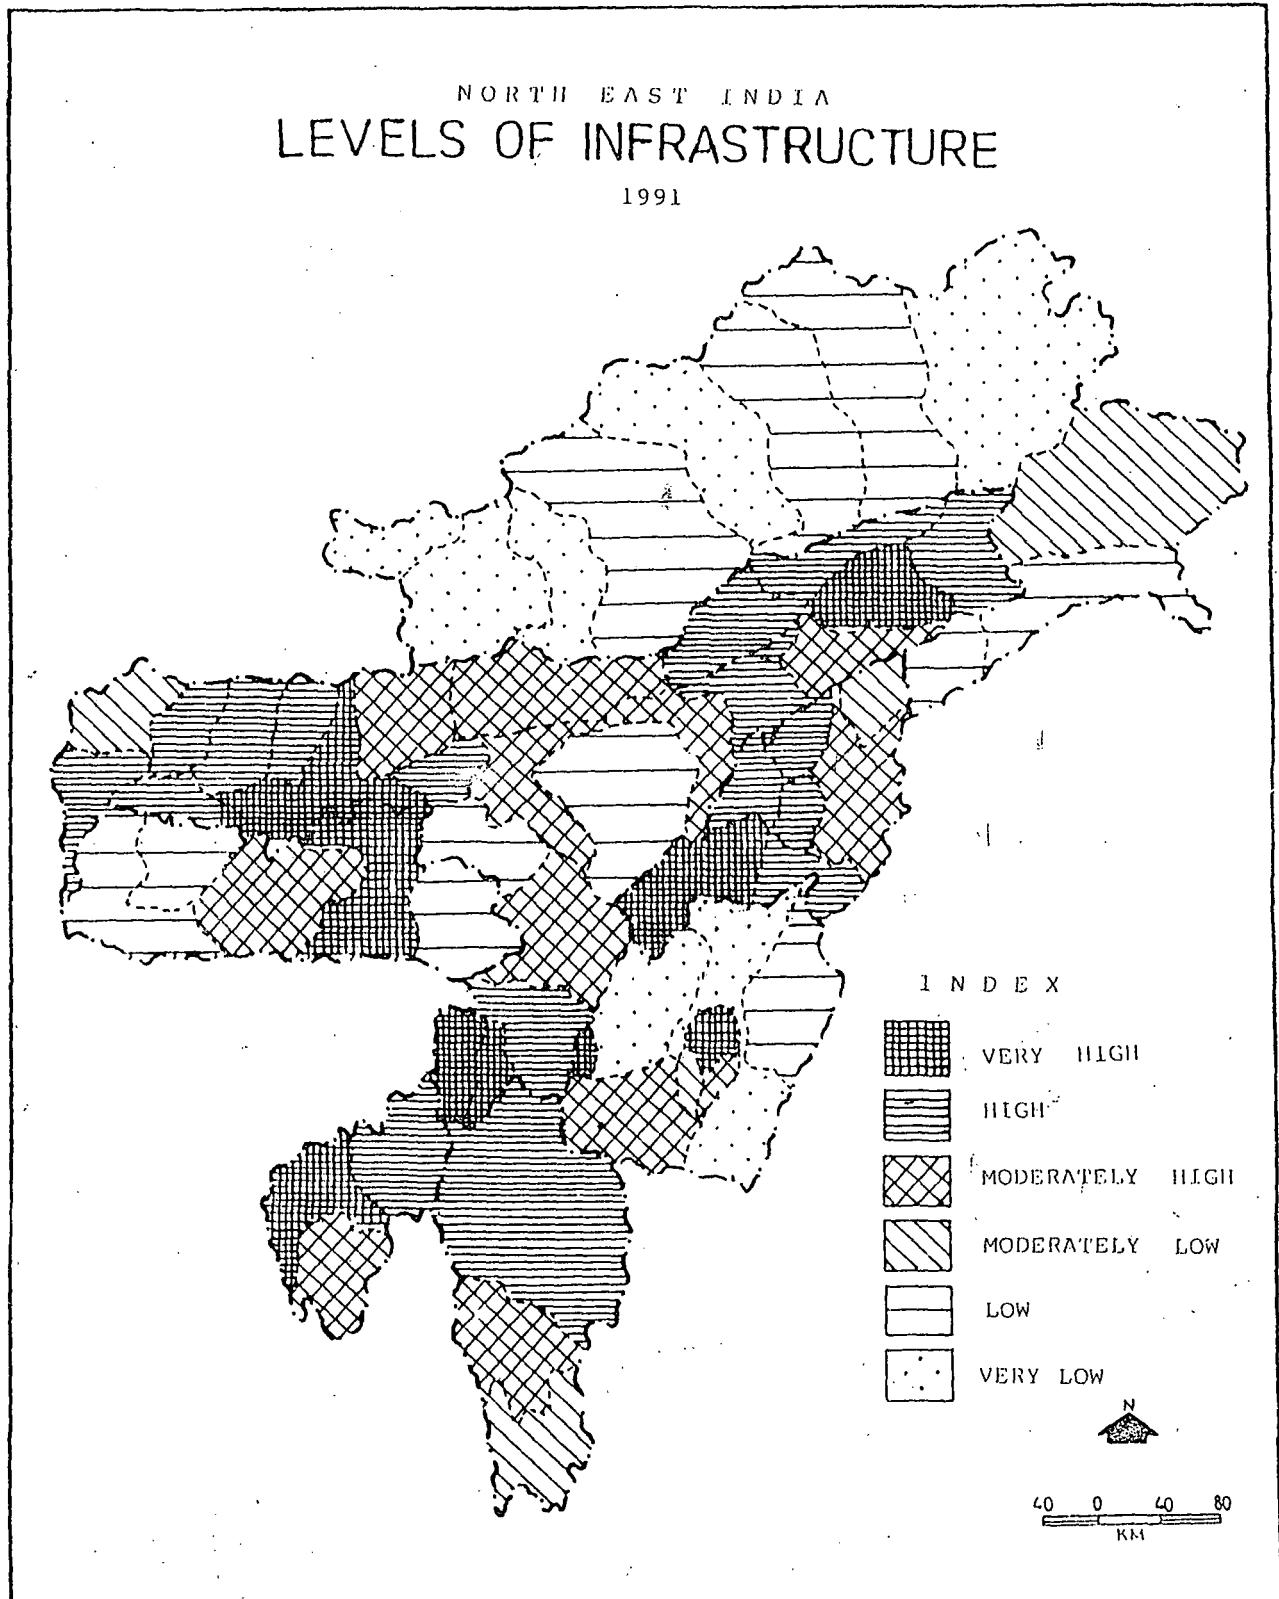 NORTH EAST INDIA
LEVELS OF INFRASTRUCTURE
1991
INDEX
VERY HIGH
HIGH
MODERATELY HIGH
MODERATELY LOW
LOW
VERY LOW
N
40 0 40 80
KM